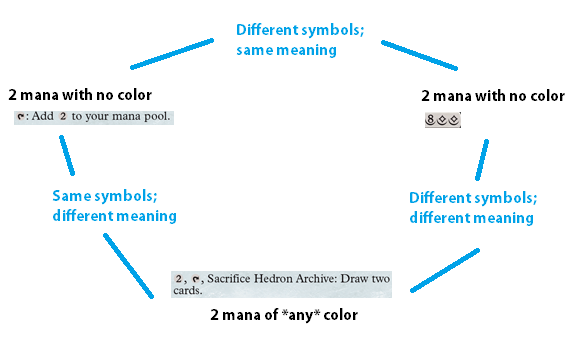 Different symbols;
same meaning
2 mana with no color
: Add 2 to your mana pool.
2 mana with no color
8
Same symbols;
different meaning
Different symbols;
different meaning
2, , Sacrifice Hedron Archive: Draw two
cards.
2 mana of *any* color